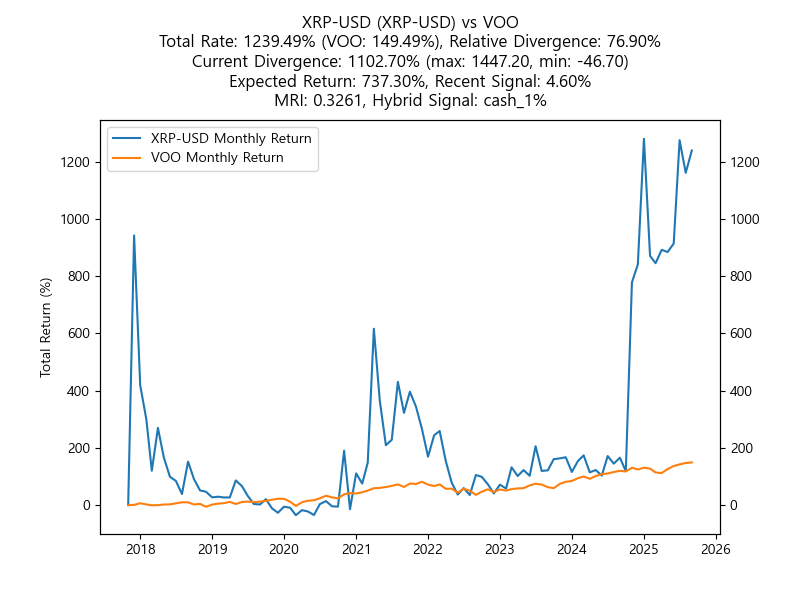 XRP-USD (XRP-USD) vs VOO
Total Rate: 1239.49% (VOO: 149.49%), Relative Divergence: 76.90%
Current Divergence: 1102.70% (max: 1447.20, min: -46.70)
Expected Return: 737.30%, Recent Signal: 4.60%
MRI: 0.3261, Hybrid Signal: cash_1%
XRP-USD Monthly Return
VOO Monthly Return
Total Return (%)
1200 1200
1000 1000
800 800
600 600
400 400
200 200
0 0
2018 2019 2020 2021 2022 2023 2024 2025 2026